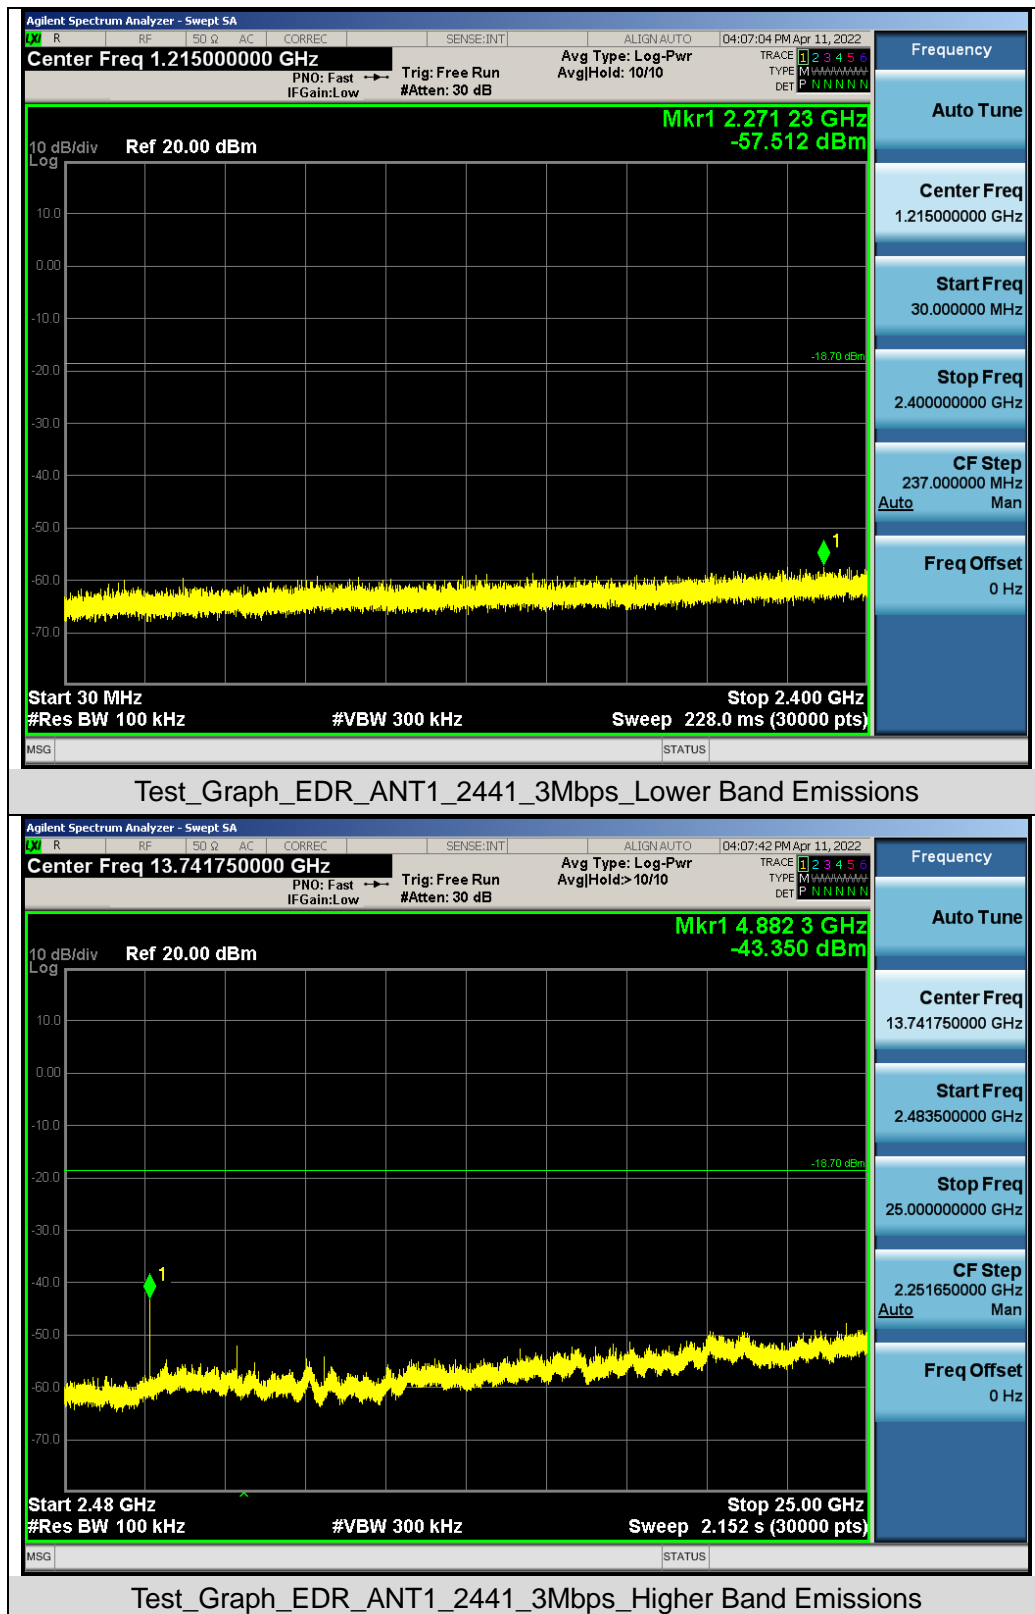 Agilent Spectrum Analyzer - Swept SA
LXI R RF 50 Ω AC CORREC SENSE:INT ALIGN AUTO 04:07:04 PM Apr 11, 2022
Center Freq 1.215000000 GHz
PNO: Fast
IFGain:Low
Trig: Free Run
#Atten: 30 dB
Avg Type: Log-Pwr
Avg|Hold: 10/10
TRACE 1 2 3 4 5 6
TYPE M WWWWW
DET P N N N N N
Mkr1 2.271 23 GHz
-57.512 dBm
10 dB/div Ref 20.00 dBm
Log
10.0
0.00
-10.0
-18.70 dBm
-20.0
-30.0
-40.0
-50.0
1
-60.0
-70.0
Start 30 MHz Stop 2.400 GHz
#Res BW 100 kHz #VBW 300 kHz Sweep 228.0 ms (30000 pts)
MSG STATUS
Frequency
Auto Tune
Center Freq
1.215000000 GHz
Start Freq
30.000000 MHz
Stop Freq
2.400000000 GHz
CF Step
237.000000 MHz
Auto Man
Freq Offset
0 Hz
Test_Graph_EDR_ANT1_2441_3Mbps_Lower Band Emissions
Agilent Spectrum Analyzer - Swept SA
LXI R RF 50 Ω AC CORREC SENSE:INT ALIGN AUTO 04:07:42 PM Apr 11, 2022
Center Freq 13.741750000 GHz
PNO: Fast
IFGain:Low
Trig: Free Run
#Atten: 30 dB
Avg Type: Log-Pwr
Avg|Hold:>10/10
TRACE 1 2 3 4 5 6
TYPE M WWWWW
DET P N N N N N
Mkr1 4.882 3 GHz
-43.350 dBm
10 dB/div Ref 20.00 dBm
Log
10.0
0.00
-10.0
-18.70 dBm
-20.0
-30.0
1
-40.0
-50.0
-60.0
-70.0
Start 2.48 GHz Stop 25.00 GHz
#Res BW 100 kHz #VBW 300 kHz Sweep 2.152 s (30000 pts)
MSG STATUS
Frequency
Auto Tune
Center Freq
13.741750000 GHz
Start Freq
2.483500000 GHz
Stop Freq
25.000000000 GHz
CF Step
2.251650000 GHz
Auto Man
Freq Offset
0 Hz
Test_Graph_EDR_ANT1_2441_3Mbps_Higher Band Emissions